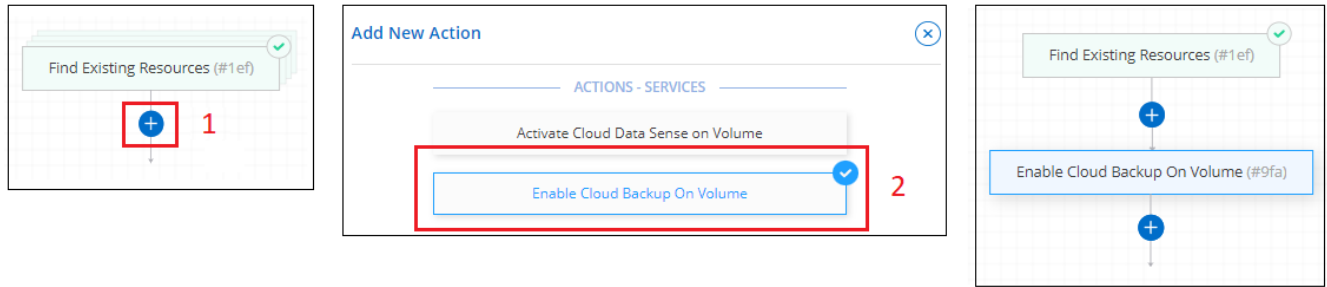 Find Existing Resources (#1ef)
1
Add New Action
ACTIONS - SERVICES
Activate Cloud Data Sense on Volume
Enable Cloud Backup On Volume
2
Find Existing Resources (#1ef)
Enable Cloud Backup On Volume (#9fa)